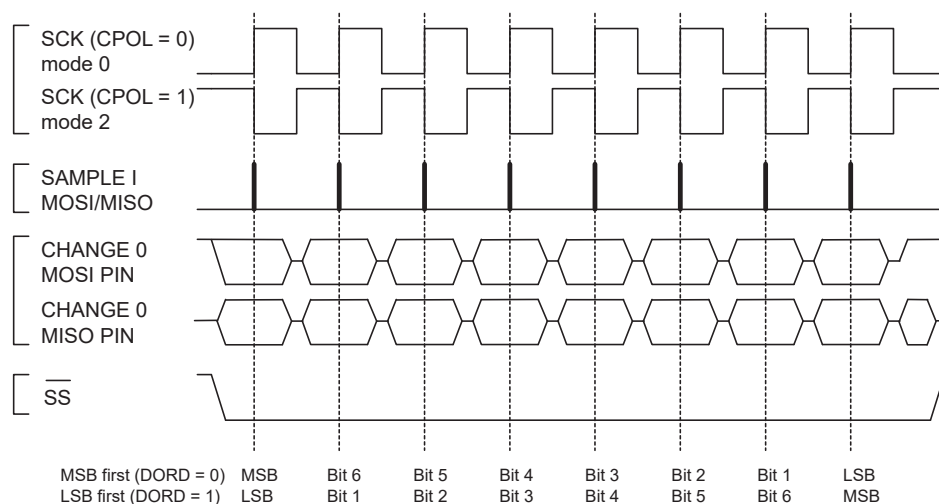 SCK (CPOL = 0)
mode 0
SCK (CPOL = 1)
mode 2
SAMPLE I
MOSI/MISO
CHANGE 0
MOSI PIN
CHANGE 0
MISO PIN
SS
MSB first (DORD = 0) MSB Bit 6 Bit 5 Bit 4 Bit 3 Bit 2 Bit 1 LSB
LSB first (DORD = 1) LSB Bit 1 Bit 2 Bit 3 Bit 4 Bit 5 Bit 6 MSB